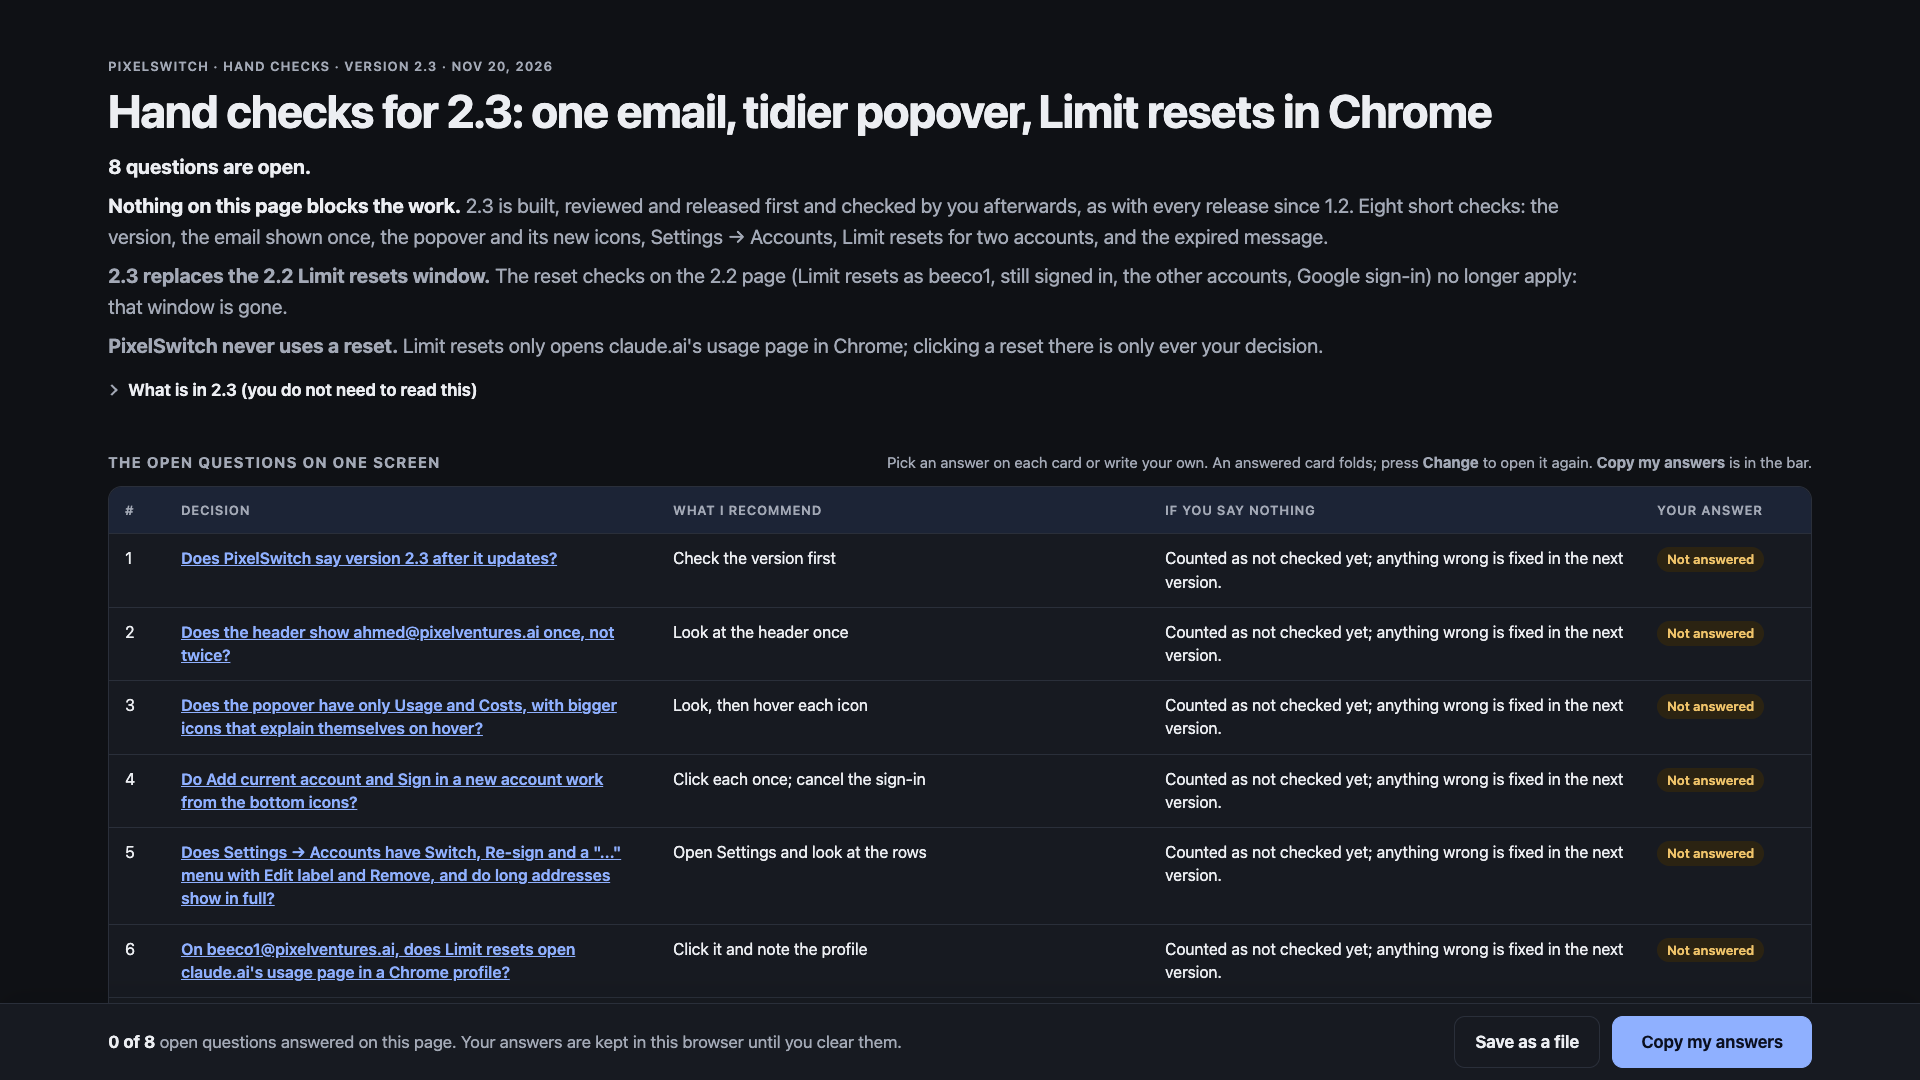 PIXELSWITCH · HAND CHECKS · VERSION 2.3 · NOV 20, 2026
Hand checks for 2.3: one email, tidier popover, Limit resets in Chrome
8 questions are open.
Nothing on this page blocks the work. 2.3 is built, reviewed and released first and checked by you afterwards, as with every release since 1.2. Eight short checks: the
version, the email shown once, the popover and its new icons, Settings → Accounts, Limit resets for two accounts, and the expired message.
2.3 replaces the 2.2 Limit resets window. The reset checks on the 2.2 page (Limit resets as beeco1, still signed in, the other accounts, Google sign-in) no longer apply:
that window is gone.
PixelSwitch never uses a reset. Limit resets only opens claude.ai's usage page in Chrome; clicking a reset there is only ever your decision.
What is in 2.3 (you do not need to read this)
THE OPEN QUESTIONS ON ONE SCREEN
Pick an answer on each card or write your own. An answered card folds; press Change to open it again. Copy my answers is in the bar.
# DECISION WHAT I RECOMMEND IF YOU SAY NOTHING YOUR ANSWER
1 Does PixelSwitch say version 2.3 after it updates? Check the version first Counted as not checked yet; anything wrong is fixed in the next Not answered
version.
2 Does the header show ahmed@pixelventures.ai once, not Look at the header once Counted as not checked yet; anything wrong is fixed in the next Not answered
twice? version.
3 Does the popover have only Usage and Costs, with bigger Look, then hover each icon Counted as not checked yet; anything wrong is fixed in the next Not answered
icons that explain themselves on hover? version.
4 Do Add current account and Sign in a new account work Click each once; cancel the sign-in Counted as not checked yet; anything wrong is fixed in the next Not answered
from the bottom icons? version.
5 Does Settings → Accounts have Switch, Re-sign and a "..." Open Settings and look at the rows Counted as not checked yet; anything wrong is fixed in the next Not answered
menu with Edit label and Remove, and do long addresses version.
show in full?
6 On beeco1@pixelventures.ai, does Limit resets open Click it and note the profile Counted as not checked yet; anything wrong is fixed in the next Not answered
claude.ai's usage page in a Chrome profile? version.
0 of 8 open questions answered on this page. Your answers are kept in this browser until you clear them.
Save as a file
Copy my answers